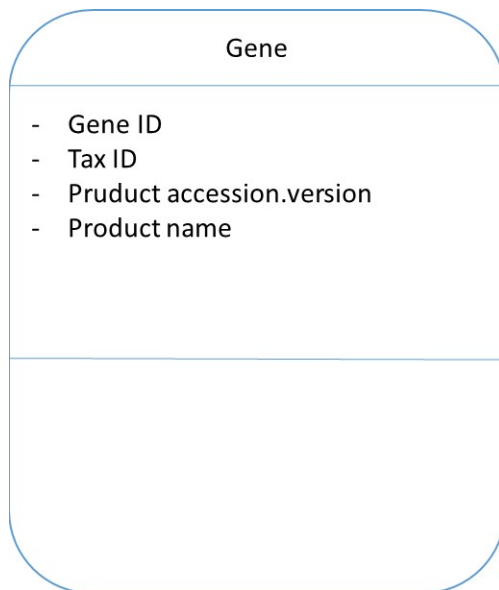 Gene
- Gene ID
- Tax ID
- Pruduct accession.version
- Product name